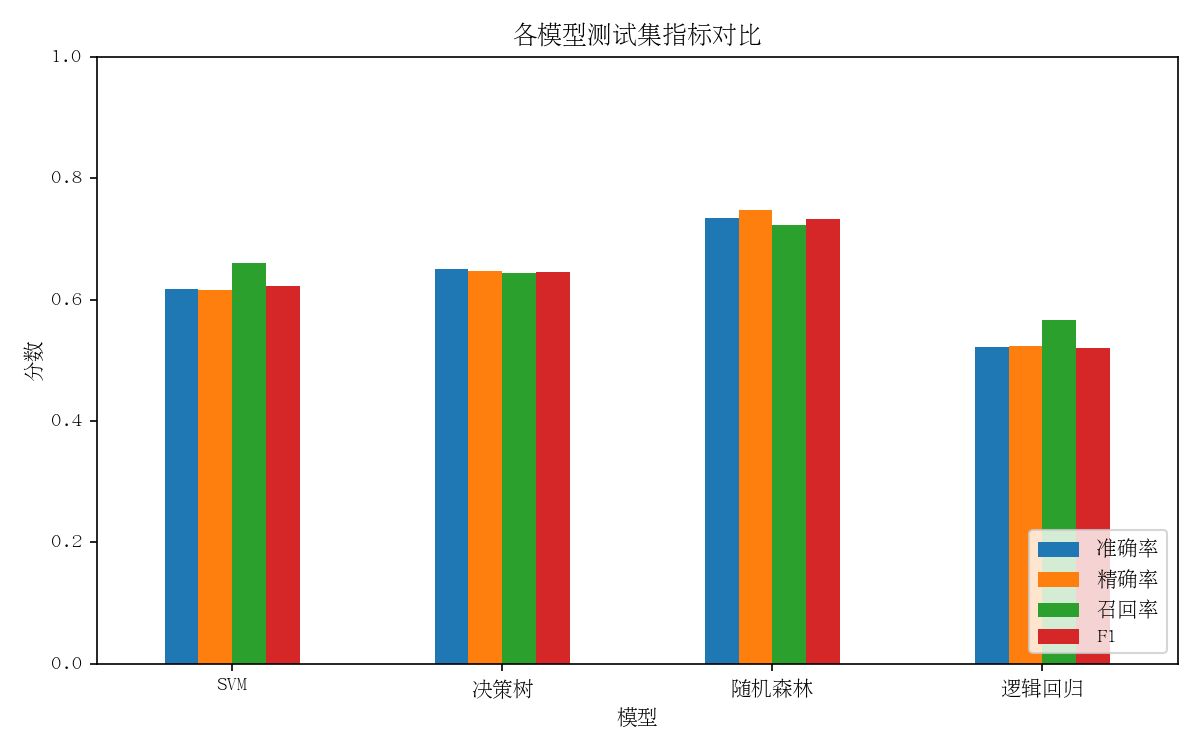 各模型测试集指标对比
1.0
0.8
0.6
0.4
0.2
0.0
分数
SVM 决策树 随机森林 逻辑回归
模型
准确率
精确率
召回率
F1